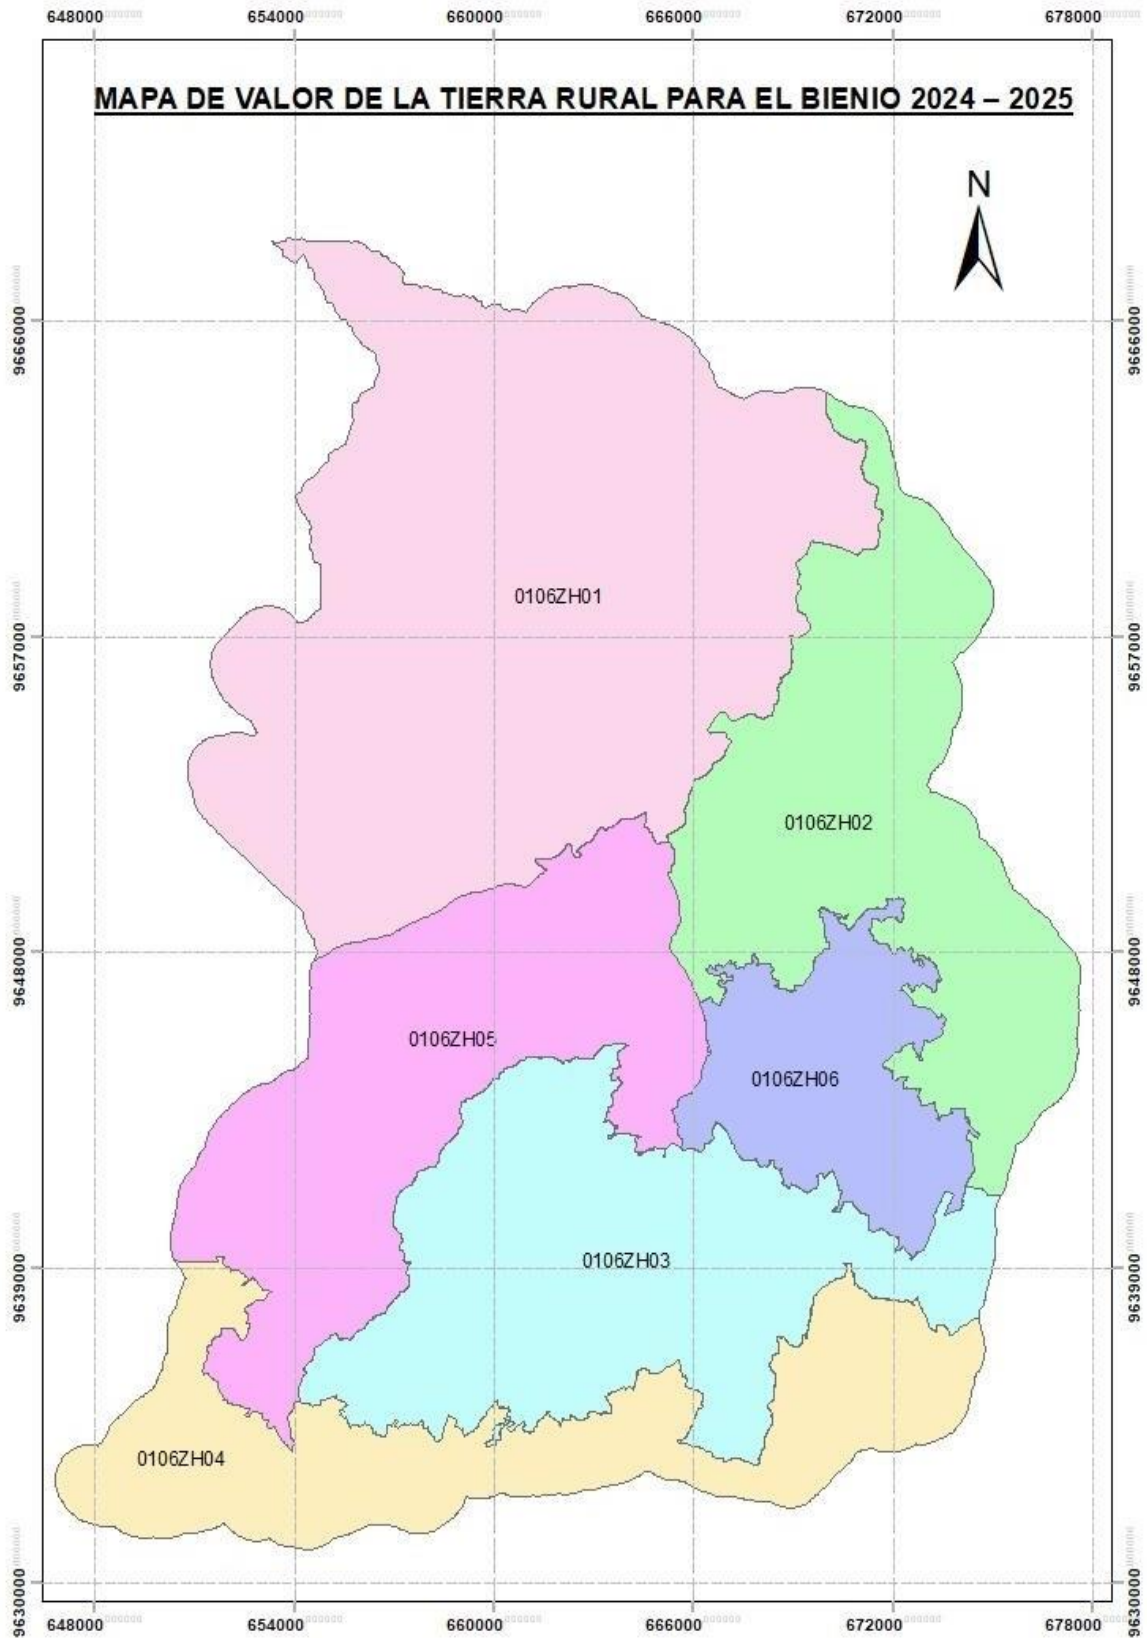 648000 654000 660000 666000 672000 678000
MAPA DE VALOR DE LA TIERRA RURAL PARA EL BIENIO 2024 – 2025
N
9666000 9666000
0106ZH01
9657000 9657000
0106ZH02
9648000 9648000
0106ZH05
0106ZH06
0106ZH03
9639000 9639000
0106ZH04
9630000 9630000
648000 654000 660000 666000 672000 678000